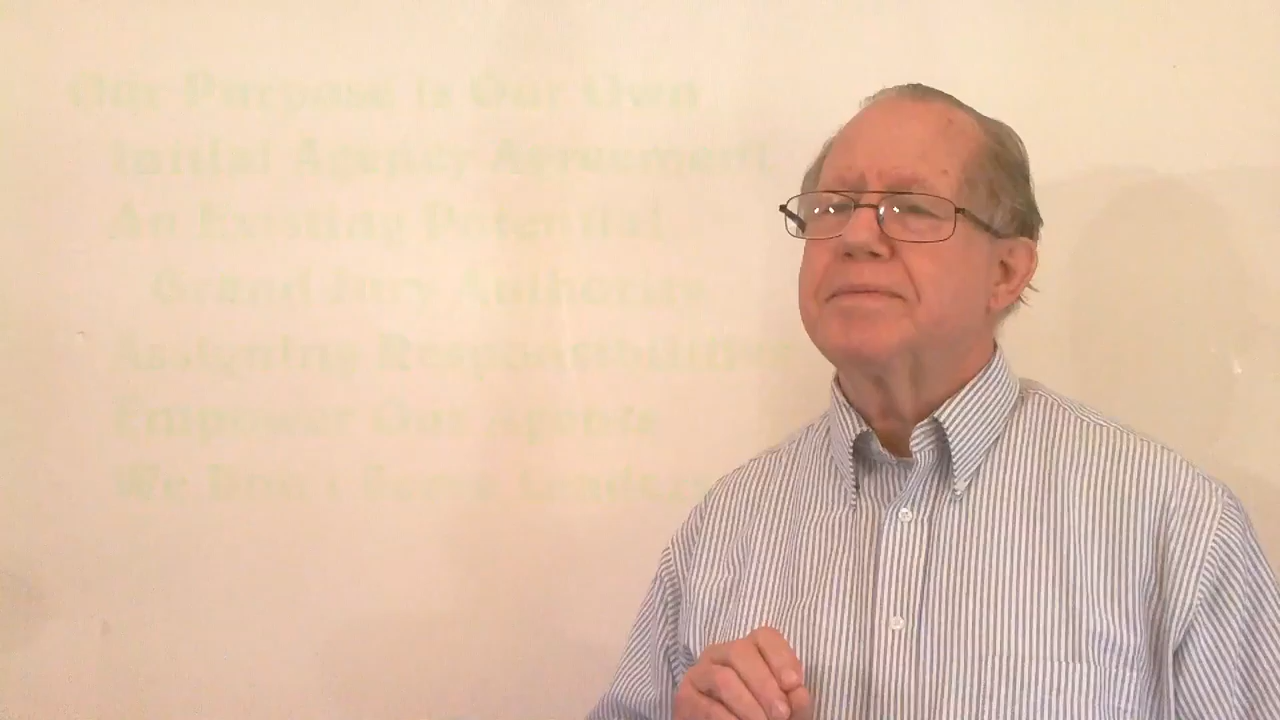 Our Purpose is Our Own
Initial Agency Agreement
An Existing Potential
Grand Jury Authority
Assigning Responsibilities
Empower Our Agents
We Don't Leaders